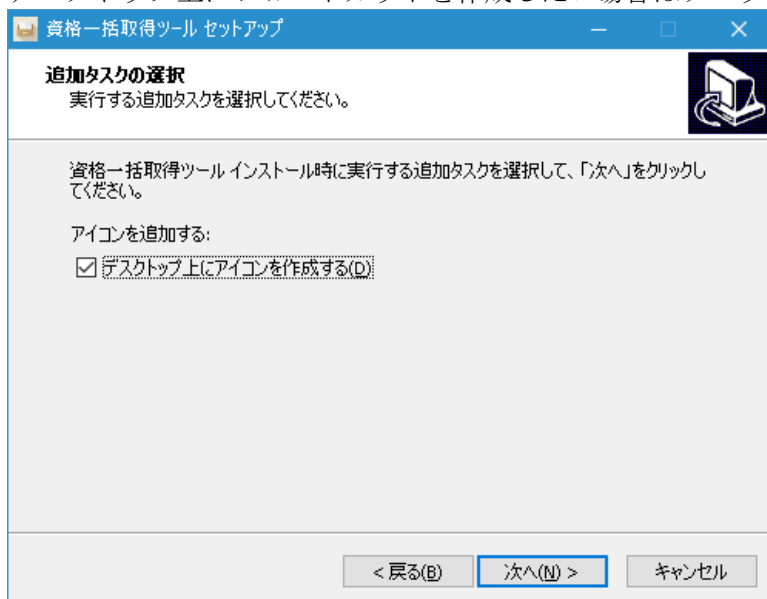 資格一括取得ツール セットアップ
追加タスクの選択
実行する追加タスクを選択してください。
資格一括取得ツール インストール時に実行する追加タスクを選択して、「次へ」をクリックし
てください。
アイコンを追加する:
デスクトップ上にアイコンを作成する(D)
< 戻る(B)
次へ(N) >
キャンセル